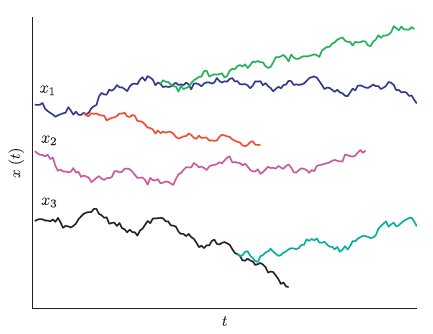 x₁
x₂
x (t)
x₃
t